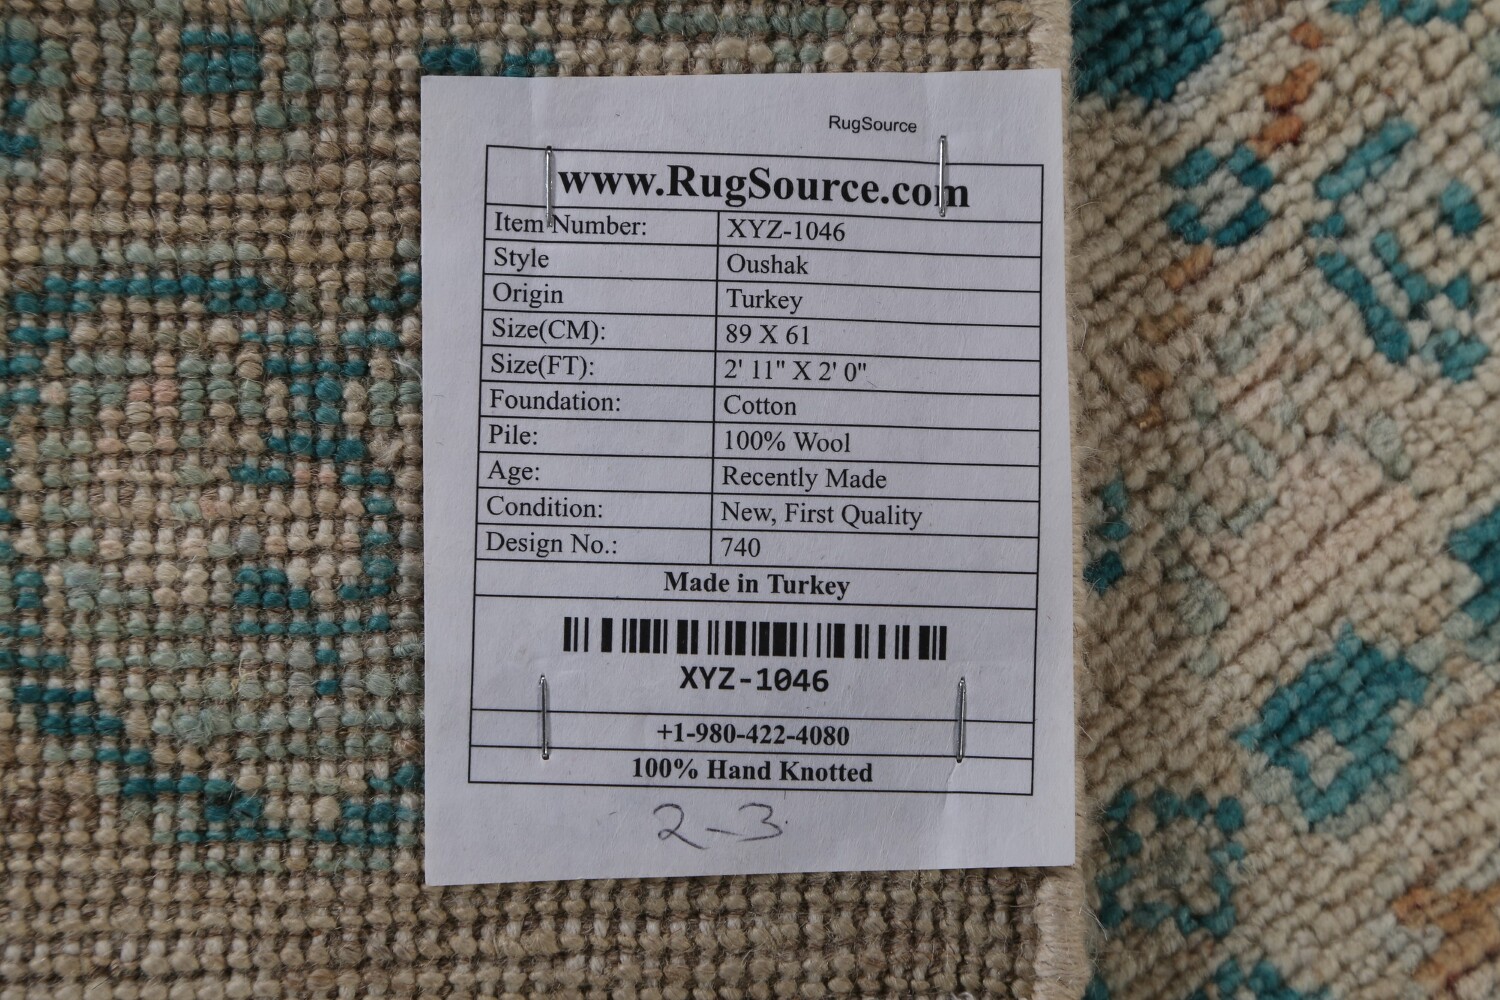 RugSource
www.RugSource.com
Item Number: XYZ-1046
Style Oushak
Origin Turkey
Size(CM): 89 X 61
Size(FT): 2' 11" X 2' 0"
Foundation: Cotton
Pile: 100% Wool
Age: Recently Made
Condition: New, First Quality
Design No.: 740
Made in Turkey
XYZ-1046
+1-980-422-4080
100% Hand Knotted
2-3